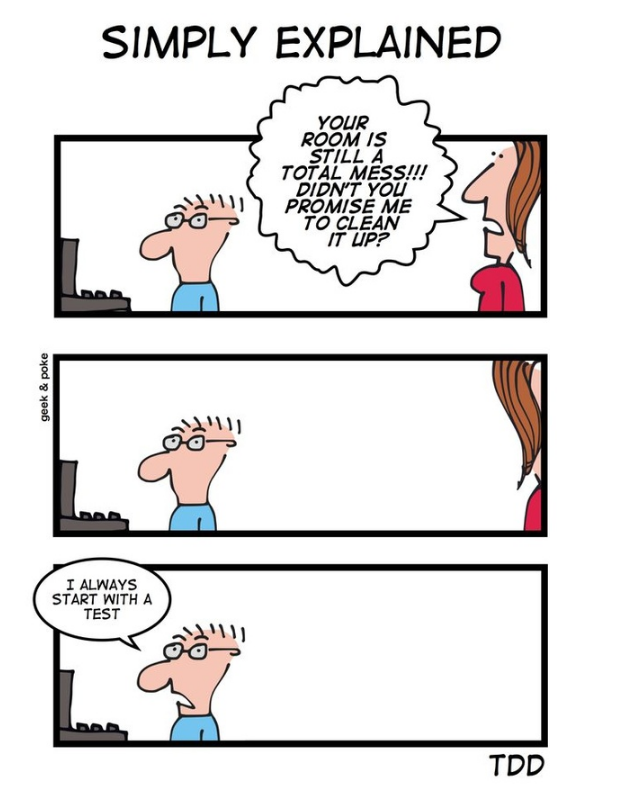 SIMPLY EXPLAINED
YOUR
ROOM IS
STILL A
TOTAL MESS!!!
DIDN'T YOU
PROMISE ME
TO CLEAN
IT UP?
geek & poke
I ALWAYS
START WITH A
TEST
TDD